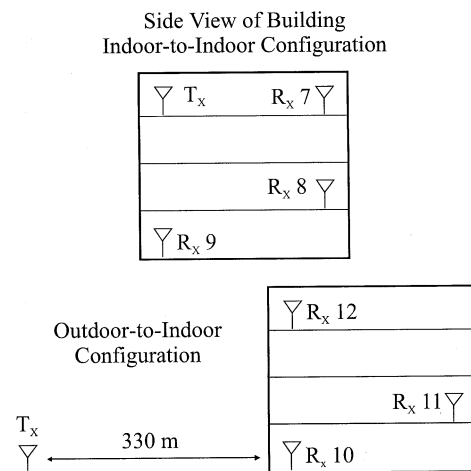 Side View of Building
Indoor-to-Indoor Configuration
Tx Rx 7
Rx 8
Rx 9
Rx 12
Outdoor-to-Indoor
Configuration
Rx 11
Tx
330 m
Rx 10